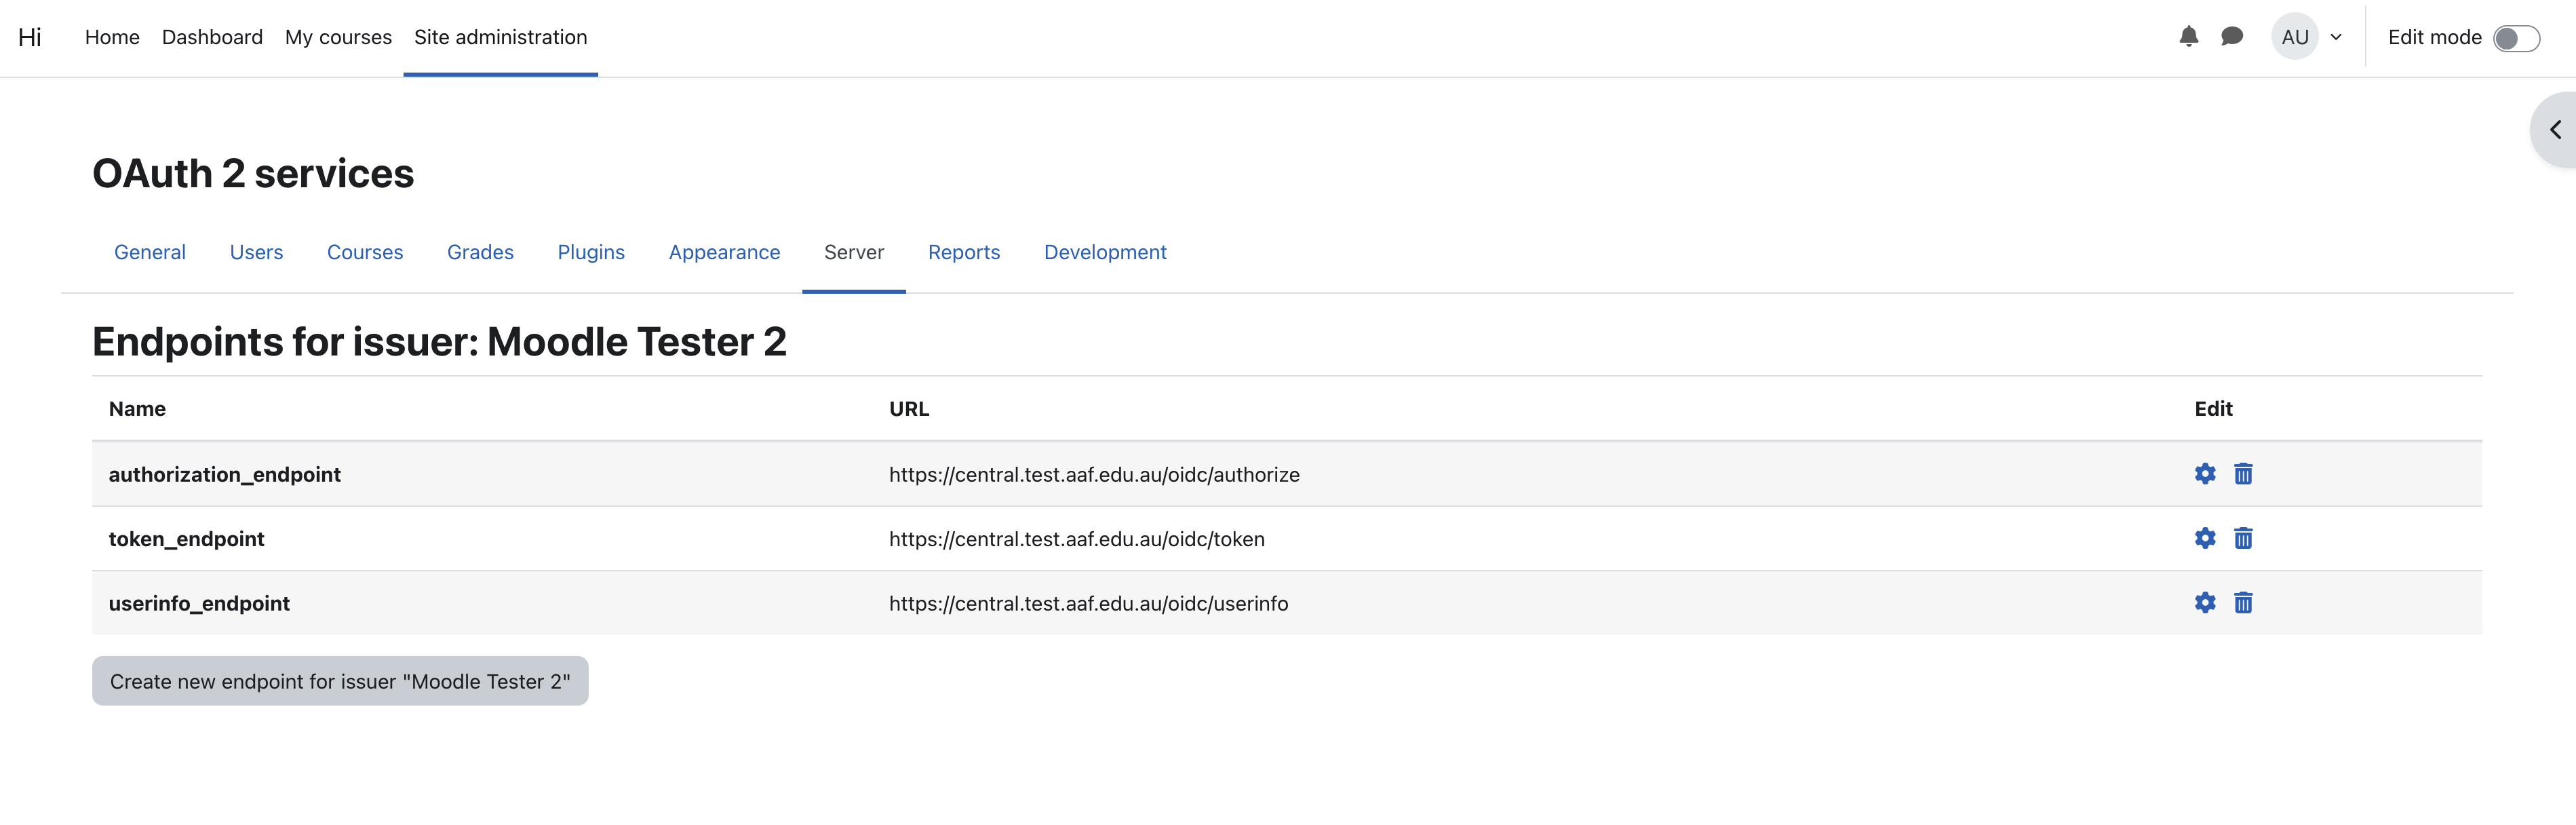 Hi Home Dashboard My courses Site administration AU Edit mode
OAuth 2 services
General Users Courses Grades Plugins Appearance Server Reports Development
Endpoints for issuer: Moodle Tester 2
Name URL Edit
authorization_endpoint https://central.test.aaf.edu.au/oidc/authorize
token_endpoint https://central.test.aaf.edu.au/oidc/token
userinfo_endpoint https://central.test.aaf.edu.au/oidc/userinfo
Create new endpoint for issuer "Moodle Tester 2"